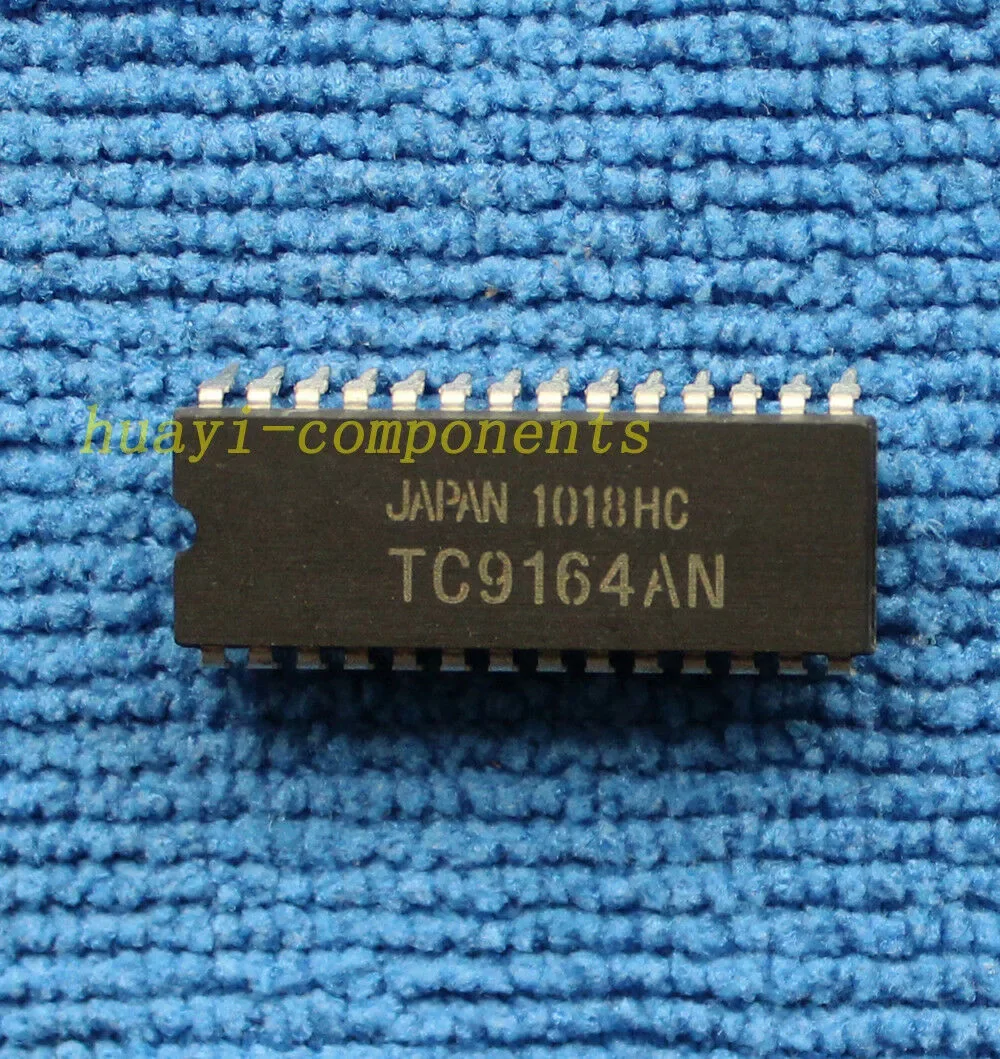 huayi-components
JAPAN 1018HC
TC9164AN